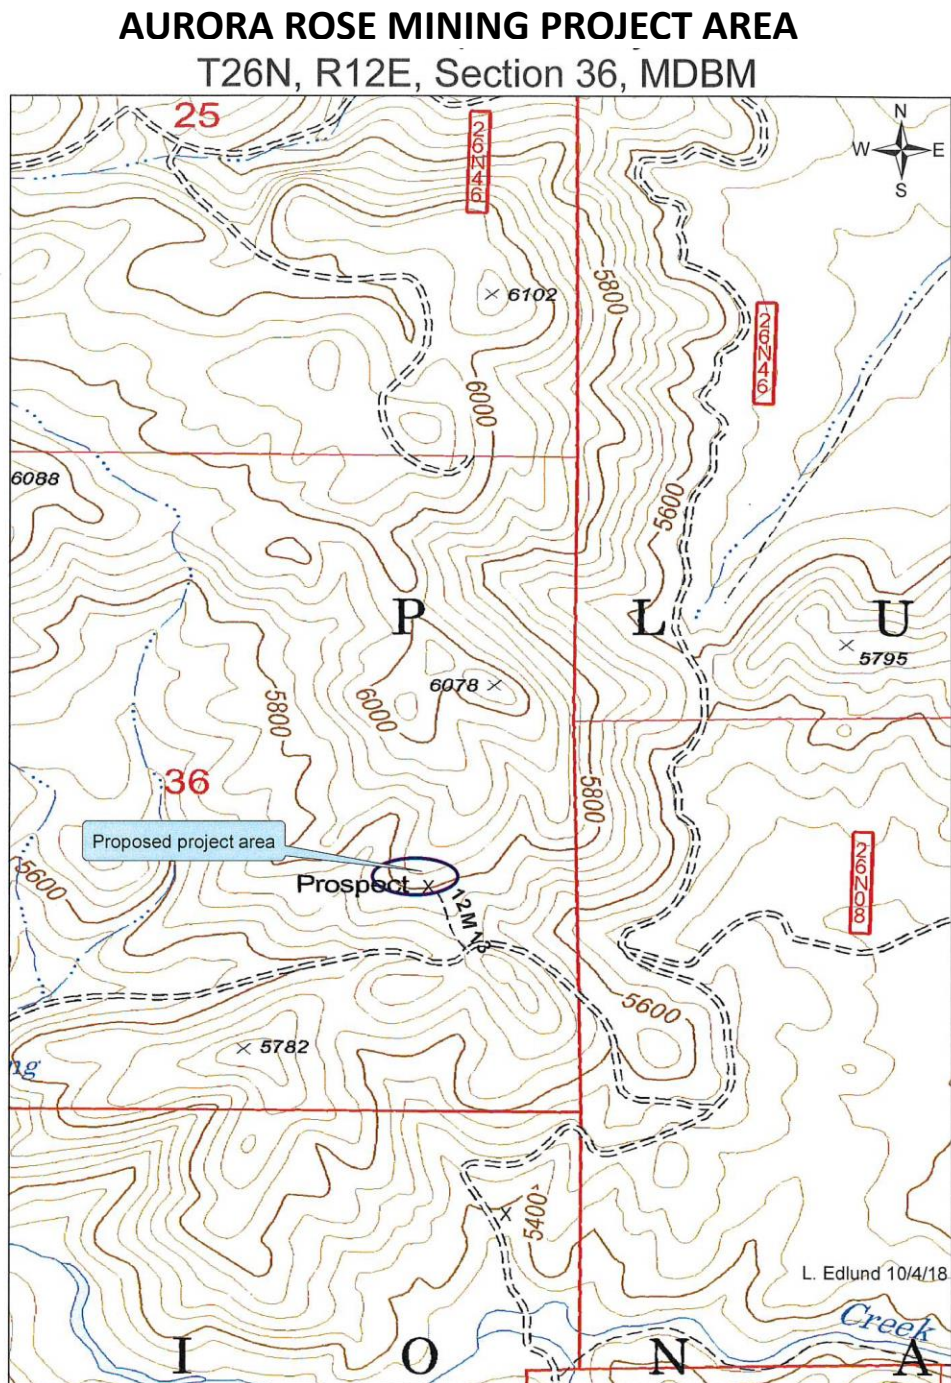 AURORA ROSE MINING PROJECT AREA
T26N, R12E, Section 36, MDBM
25
26N46
N
W E
S
6102
5800
26N46
6000
6088
5600
P L U
5795
6078
6000
5800
36
5800
Proposed project area
5600
Prospect
26N08
5600
5782
ng
5400
L. Edlund 10/4/18
Creek
I O N A